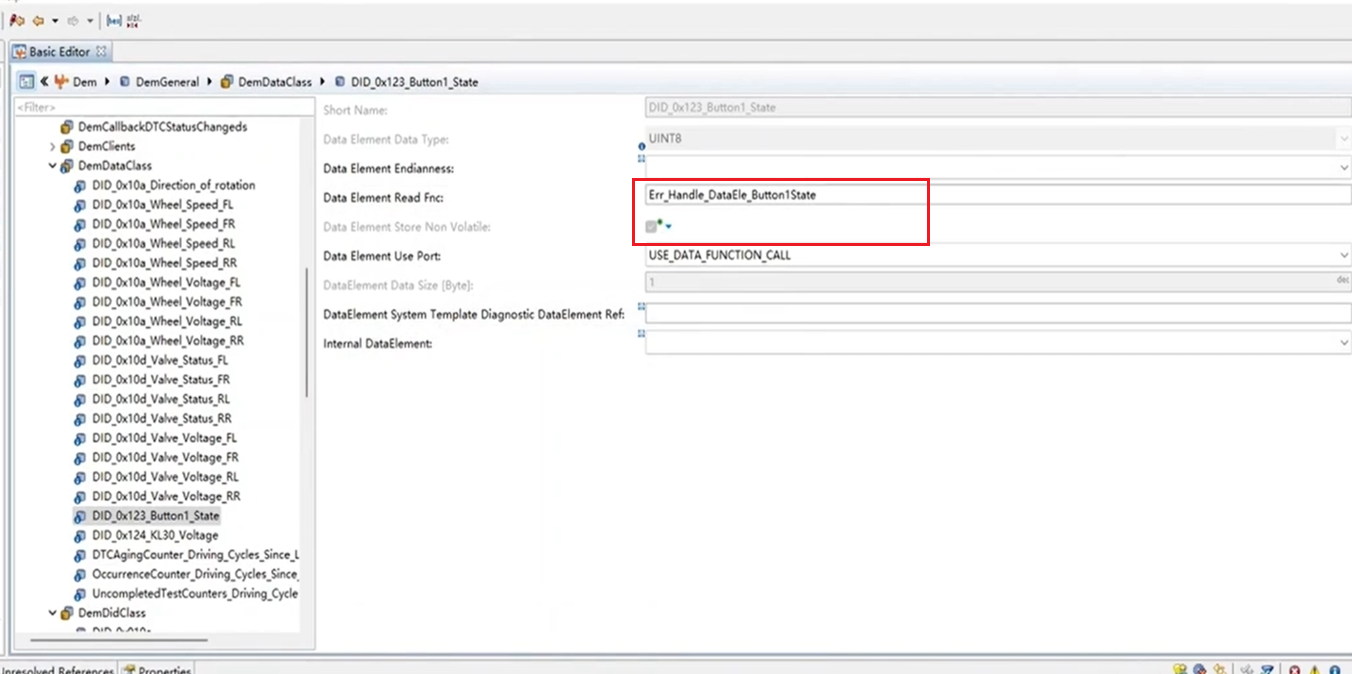 Basic Editor
Dem
DemGeneral
DemDataClass
DID_0x123_Button1_State
<Filter>
DemCallbackDTCStatusChangeds
DemClients
DemDataClass
DID_0x10a_Direction_of_rotation
DID_0x10a_Wheel_Speed_FL
DID_0x10a_Wheel_Speed_FR
DID_0x10a_Wheel_Speed_RL
DID_0x10a_Wheel_Speed_RR
DID_0x10a_Wheel_Voltage_FL
DID_0x10a_Wheel_Voltage_FR
DID_0x10a_Wheel_Voltage_RL
DID_0x10a_Wheel_Voltage_RR
DID_0x10d_Valve_Status_FL
DID_0x10d_Valve_Status_FR
DID_0x10d_Valve_Status_RL
DID_0x10d_Valve_Status_RR
DID_0x10d_Valve_Voltage_FL
DID_0x10d_Valve_Voltage_FR
DID_0x10d_Valve_Voltage_RL
DID_0x10d_Valve_Voltage_RR
DID_0x123_Button1_State
DID_0x124_KL30_Voltage
DTCAgingCounter_Driving_Cycles_Since_L
OccurrenceCounter_Driving_Cycles_Since_
UncompletedTestCounters_Driving_Cycle
DemDidClass
Short Name:
DID_0x123_Button1_State
Data Element Data Type:
UINT8
Data Element Endianness:
Data Element Read Fnc:
Err_Handle_DataEle_Button1State
Data Element Store Non Volatile:
Data Element Use Port:
USE_DATA_FUNCTION_CALL
DataElement Data Size [Byte]:
1
dec
DataElement System Template Diagnostic DataElement Ref:
Internal DataElement:
References
Properties